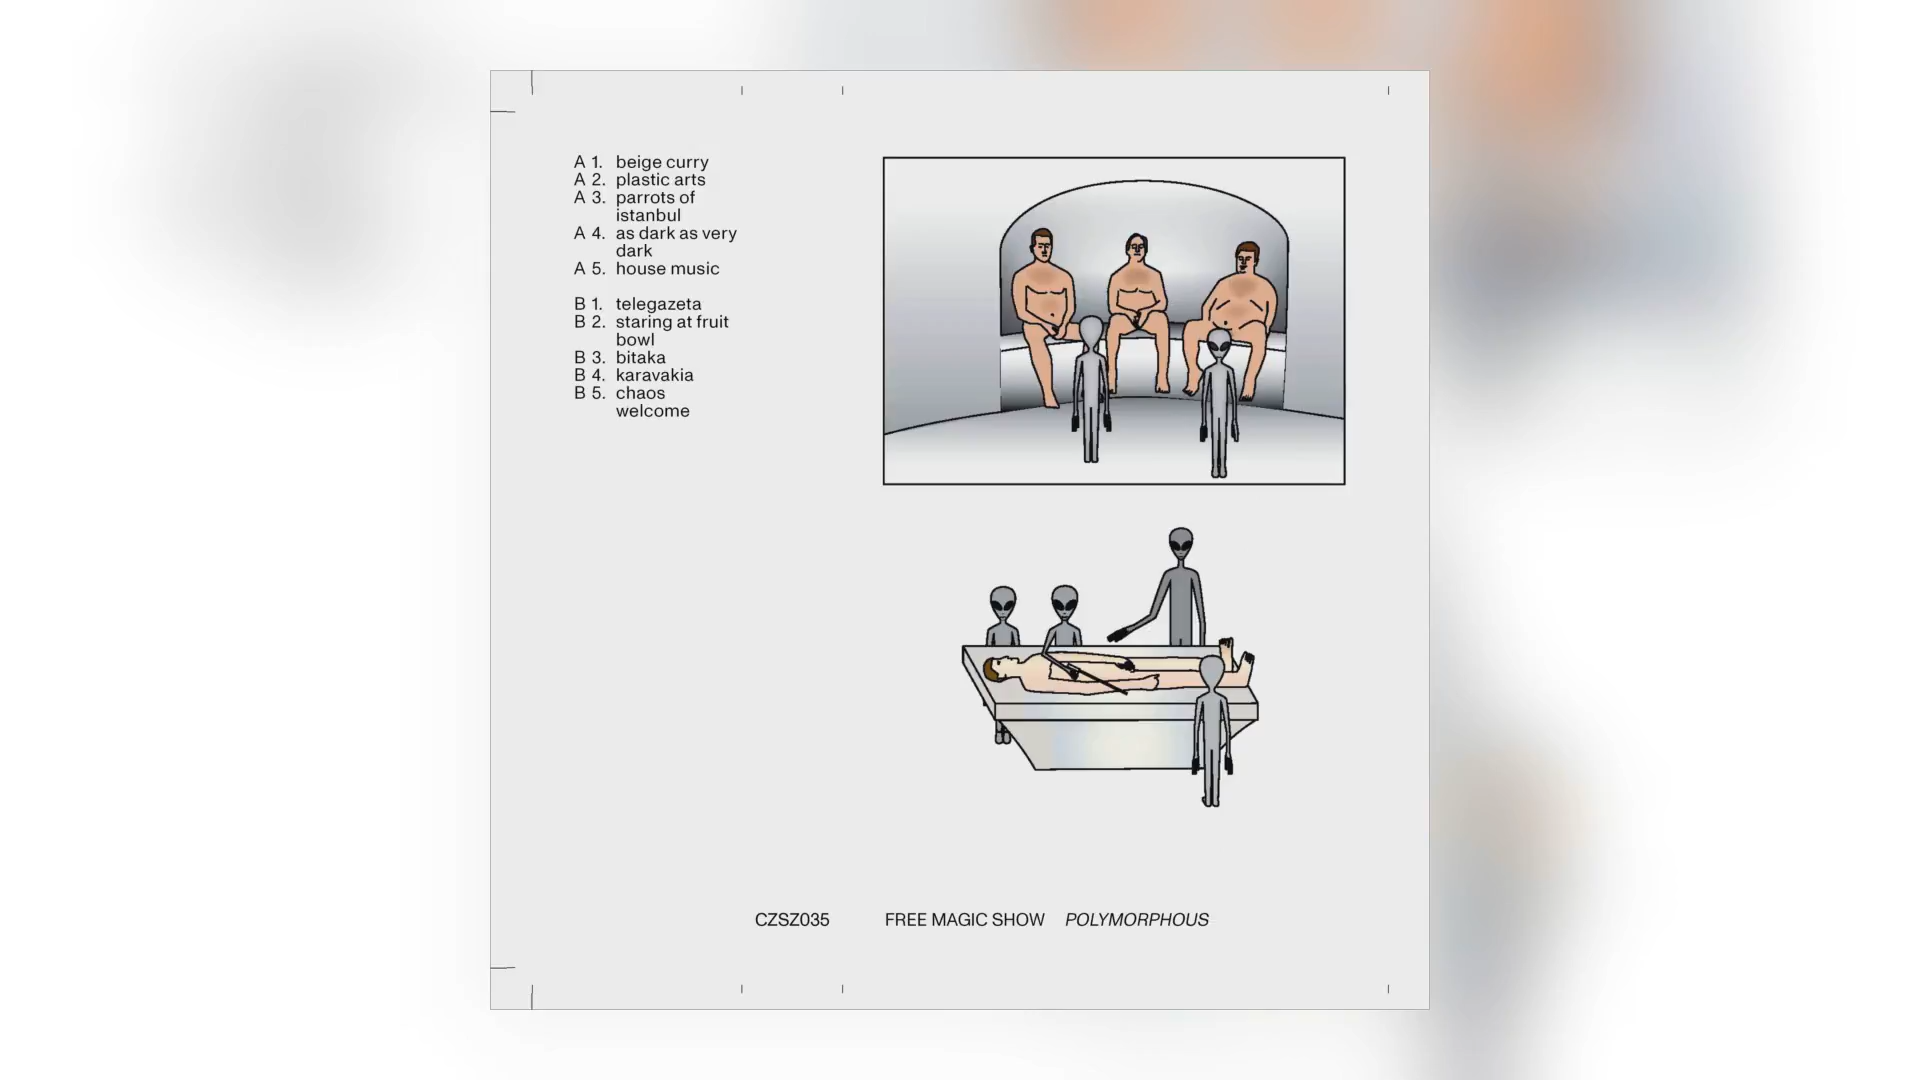 A 1. beige curry
A 2. plastic arts
A 3. parrots of
istanbul
A 4. as dark as very
dark
A 5. house music
B 1. telegazeta
B 2. staring at fruit
bowl
B 3. bitaka
B 4. karavakia
B 5. chaos
welcome
CZSZ035 FREE MAGIC SHOW POLYMORPHOUS